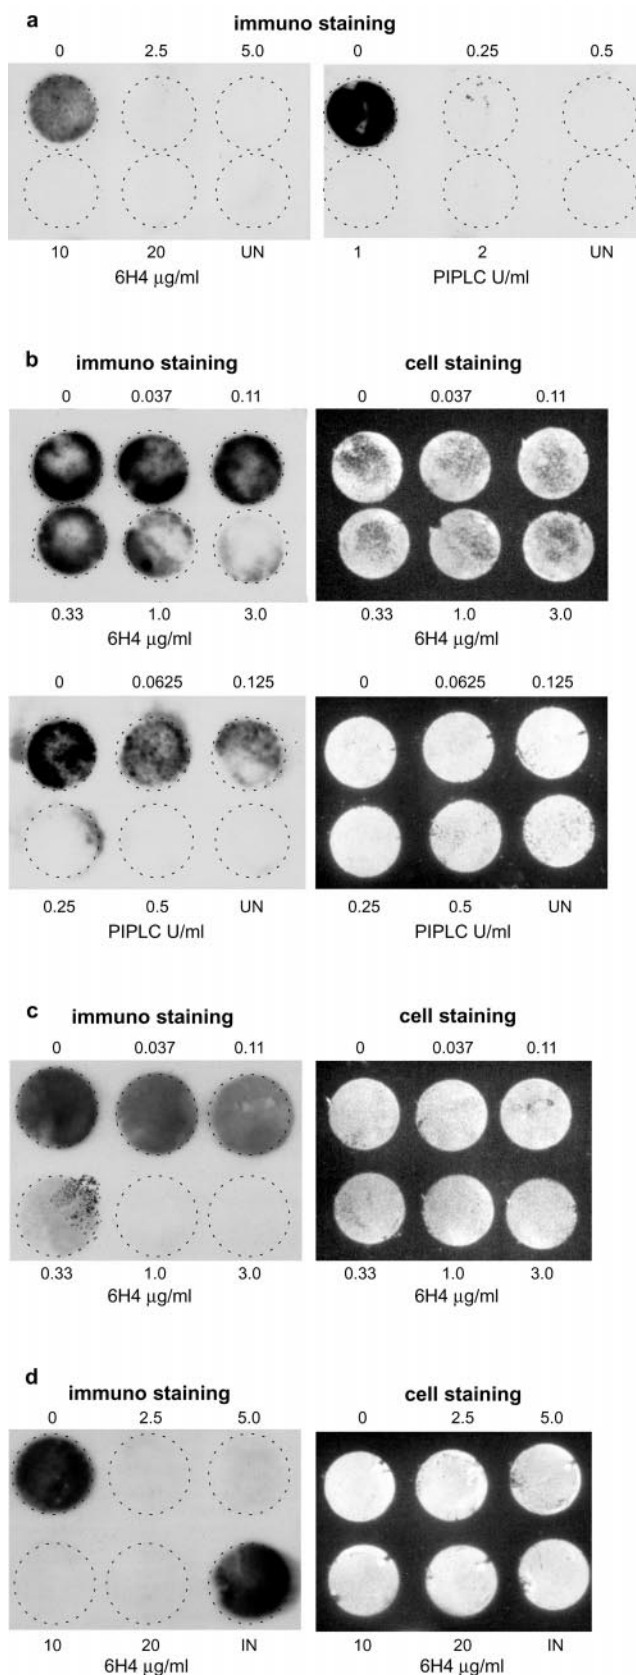 a
immuno staining
0 2.5 5.0 0 0.25 0.5
10 20 UN 1 2 UN
6H4 μg/ml PIPLC U/ml
b
immuno staining cell staining
0 0.037 0.11 0 0.037 0.11
0.33 1.0 3.0 0.33 1.0 3.0
6H4 μg/ml 6H4 μg/ml
0 0.0625 0.125 0 0.0625 0.125
0.25 0.5 UN 0.25 0.5 UN
PIPLC U/ml PIPLC U/ml
c
immuno staining cell staining
0 0.037 0.11 0 0.037 0.11
0.33 1.0 3.0 0.33 1.0 3.0
6H4 μg/ml 6H4 μg/ml
d
immuno staining cell staining
0 2.5 5.0 0 2.5 5.0
10 20 IN 10 20 IN
6H4 μg/ml 6H4 μg/ml